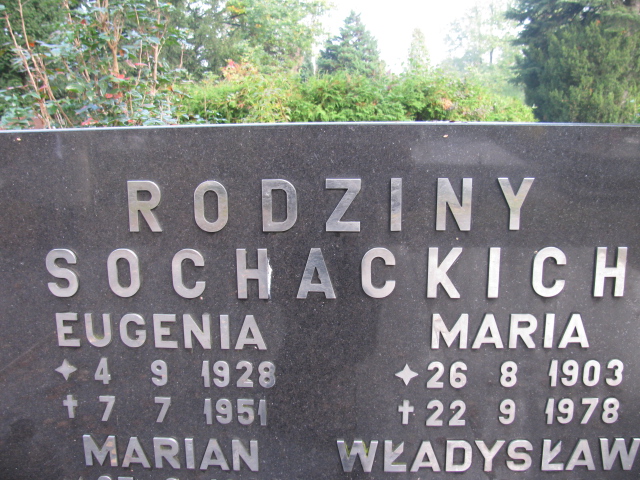 RODZINY
SOCHACKICH
EUGENIA MARIA
4 9 1928 26 8 1903
† 7 7 1951 † 22 9 1978
MARIAN WŁADYSŁAW